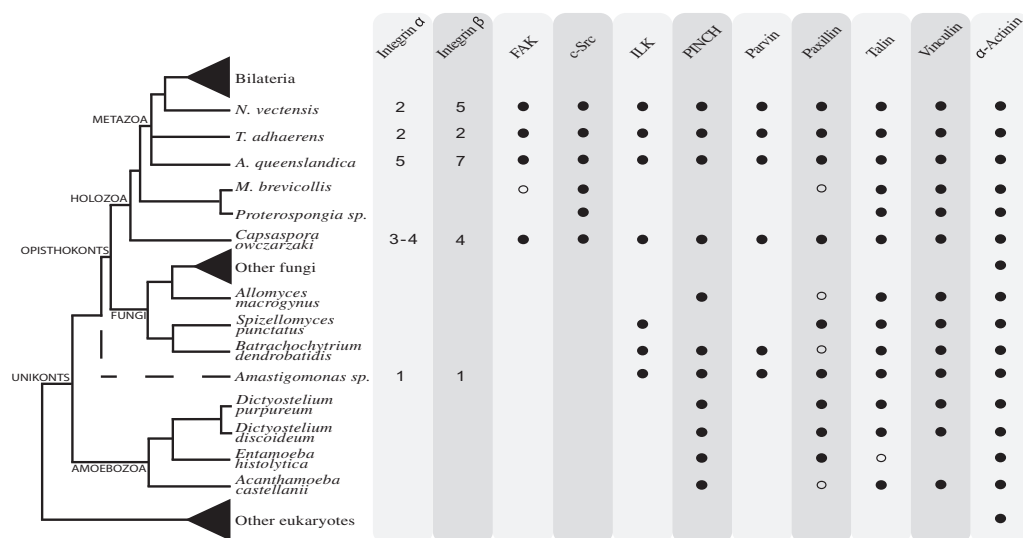 Integrin α Integrin β FAK c-Src ILK PINCH Parvin Paxillin Talin Vinculin α-Actinin
Bilateria
N. vectensis 2 5
METAZOA
T. adhaerens 2 2
A. queenslandica 5 7
M. brevicollis
HOLOZOA
Proterospongia sp.
Capsaspora
owczarzaki 3-4 4
OPISTHOKONTS
Other fungi
Allomyces
macrogynus
FUNGI
Spizellomyces
punctatus
Batrachochytrium
dendrobatidis
UNIKONTS
Amastigomonas sp. 1 1
Dictyostelium
purpureum
Dictyostelium
discoideum
Entamoeba
histolytica
AMOEBOZOA
Acanthamoeba
castellanii
Other eukaryotes